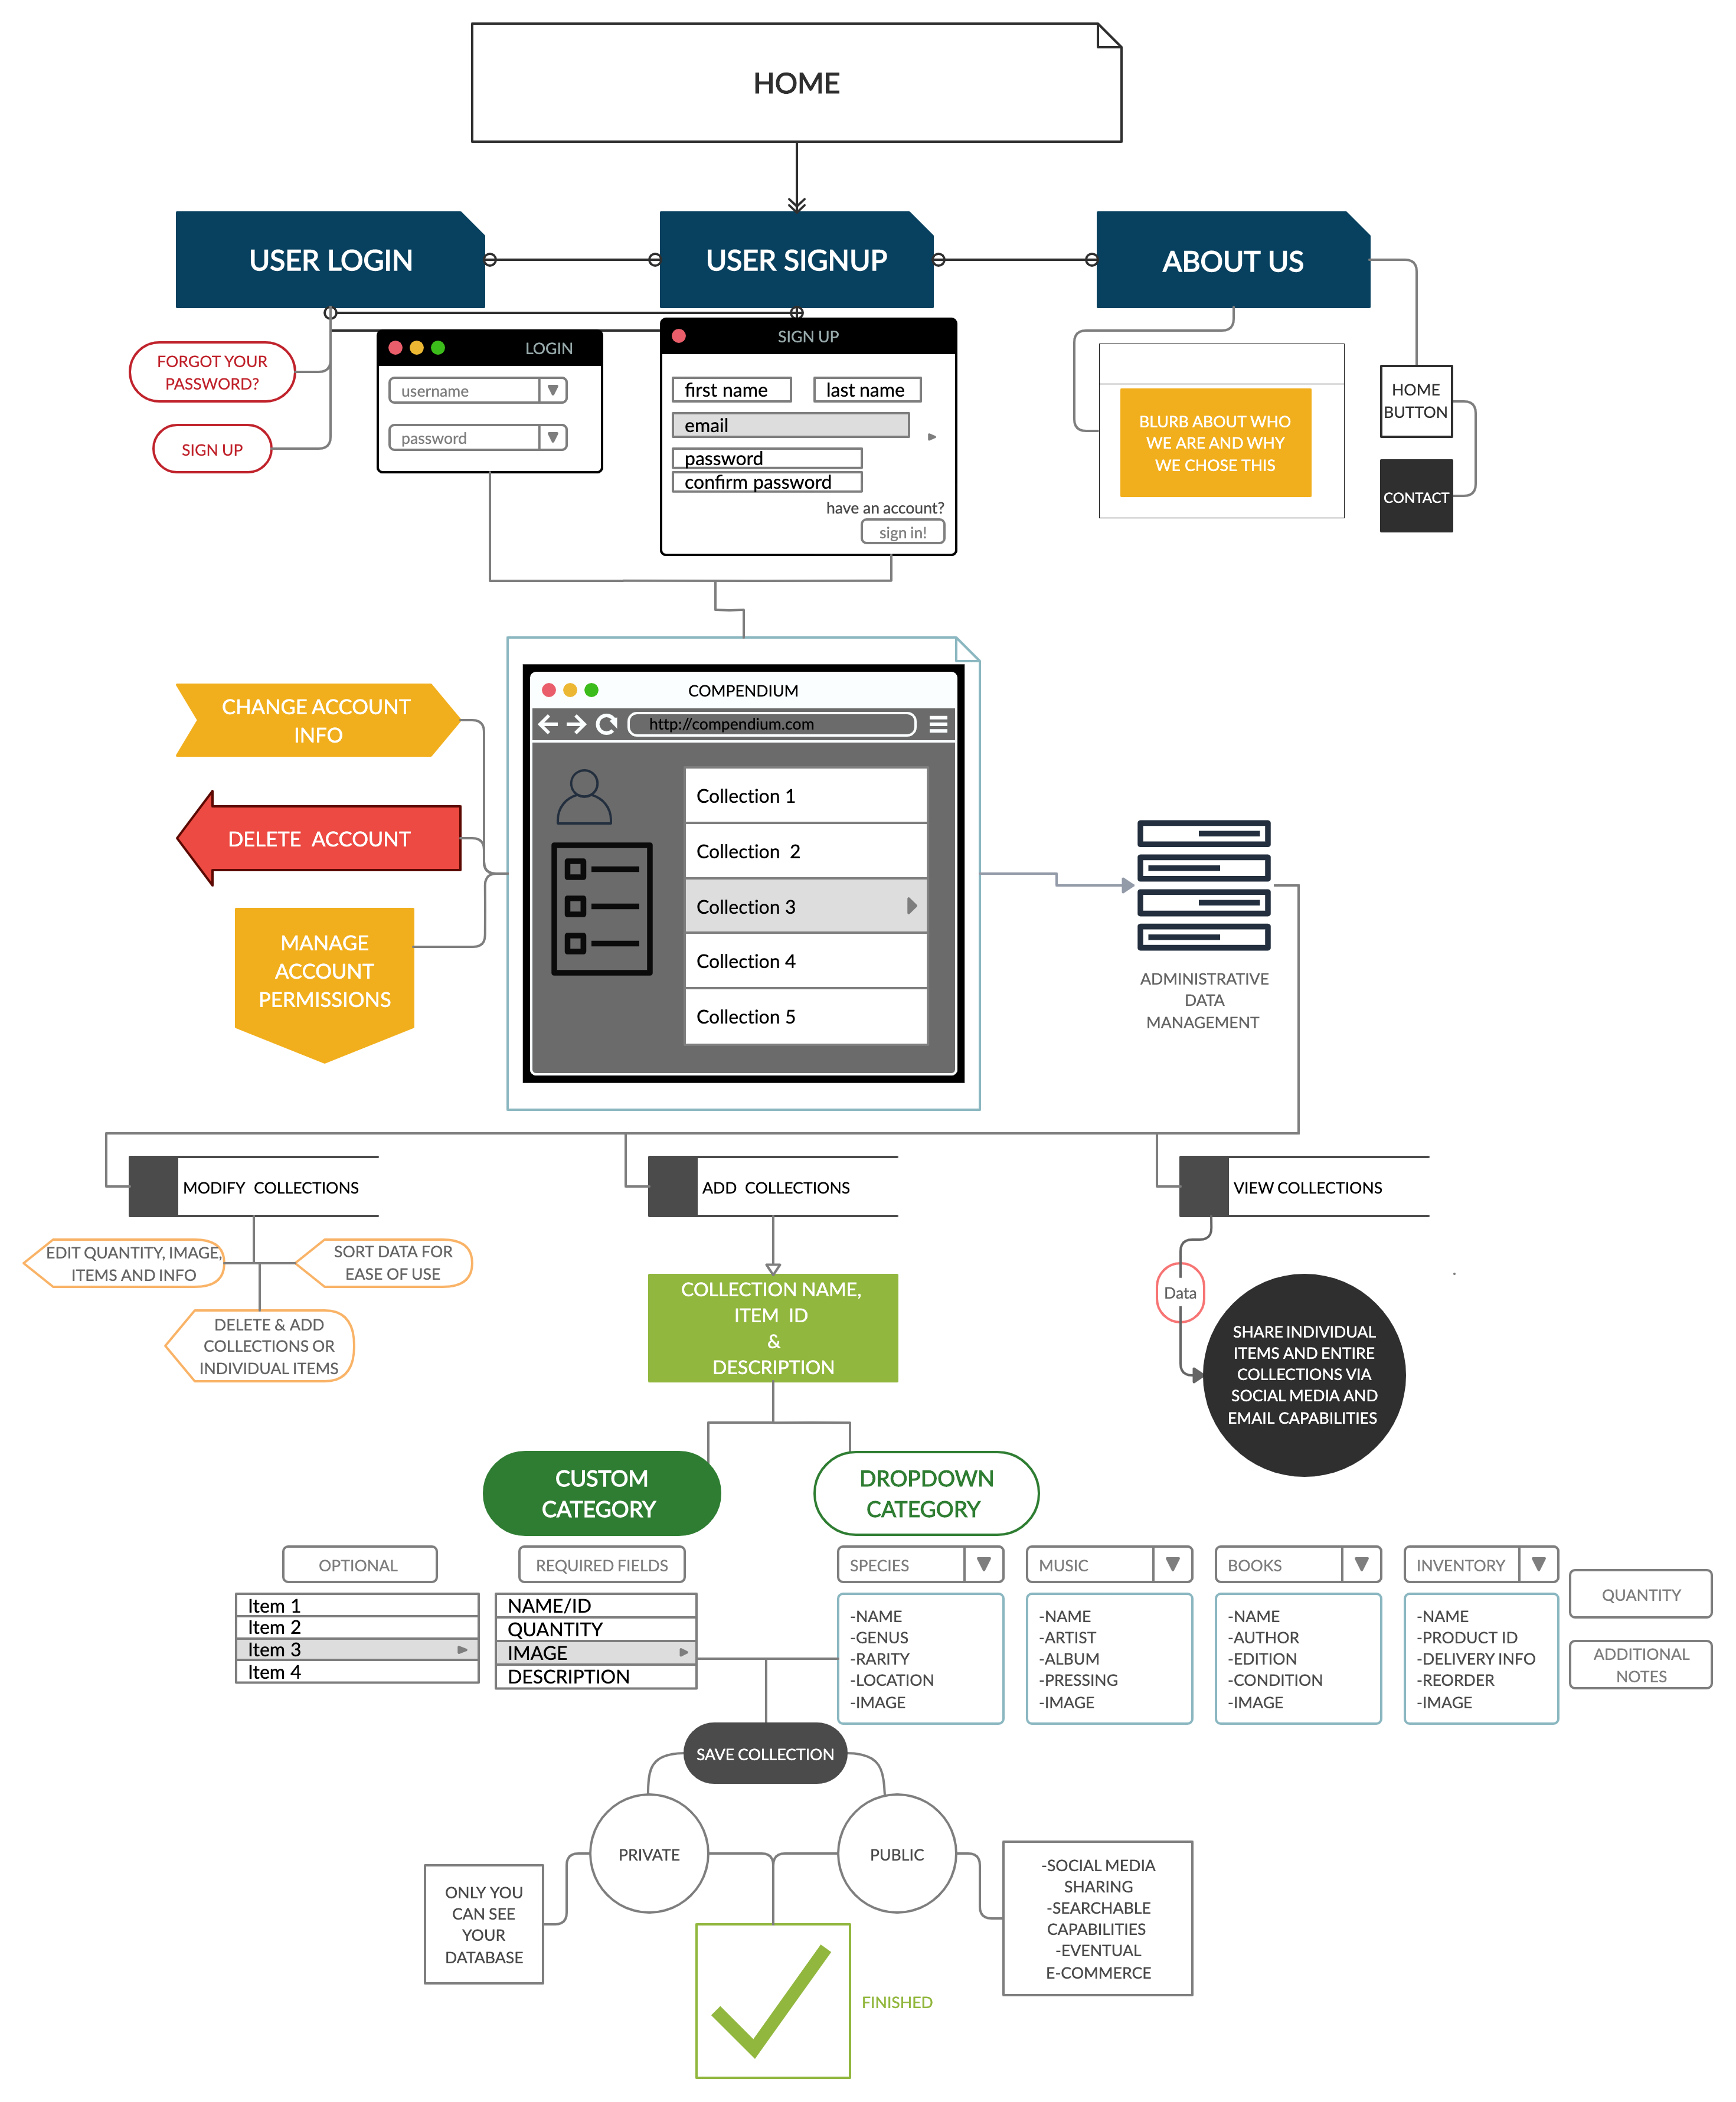 HOME
USER LOGIN
USER SIGNUP
ABOUT US
FORGOT YOUR
PASSWORD?
SIGN UP
LOGIN
username
password
SIGN UP
first name
last name
email
password
confirm password
have an account?
sign in!
BLURB ABOUT WHO
WE ARE AND WHY
WE CHOSE THIS
HOME
BUTTON
CONTACT
CHANGE ACCOUNT
INFO
DELETE ACCOUNT
MANAGE
ACCOUNT
PERMISSIONS
COMPENDIUM
http://compendium.com
Collection 1
Collection 2
Collection 3
Collection 4
Collection 5
ADMINISTRATIVE
DATA
MANAGEMENT
MODIFY COLLECTIONS
ADD COLLECTIONS
VIEW COLLECTIONS
EDIT QUANTITY, IMAGE,
ITEMS AND INFO
SORT DATA FOR
EASE OF USE
DELETE & ADD
COLLECTIONS OR
INDIVIDUAL ITEMS
COLLECTION NAME,
ITEM ID
&
DESCRIPTION
Data
SHARE INDIVIDUAL
ITEMS AND ENTIRE
COLLECTIONS VIA
SOCIAL MEDIA AND
EMAIL CAPABILITIES
CUSTOM
CATEGORY
DROPDOWN
CATEGORY
OPTIONAL
Item 1
Item 2
Item 3
Item 4
REQUIRED FIELDS
NAME/ID
QUANTITY
IMAGE
DESCRIPTION
SPECIES
-NAME
-GENUS
-RARITY
-LOCATION
-IMAGE
MUSIC
-NAME
-ARTIST
-ALBUM
-PRESSING
-IMAGE
BOOKS
-NAME
-AUTHOR
-EDITION
-CONDITION
-IMAGE
INVENTORY
-NAME
-PRODUCT ID
-DELIVERY INFO
-REORDER
-IMAGE
QUANTITY
ADDITIONAL
NOTES
SAVE COLLECTION
PRIVATE
PUBLIC
ONLY YOU
CAN SEE
YOUR
DATABASE
-SOCIAL MEDIA
SHARING
-SEARCHABLE
CAPABILITIES
-EVENTUAL
E-COMMERCE
FINISHED